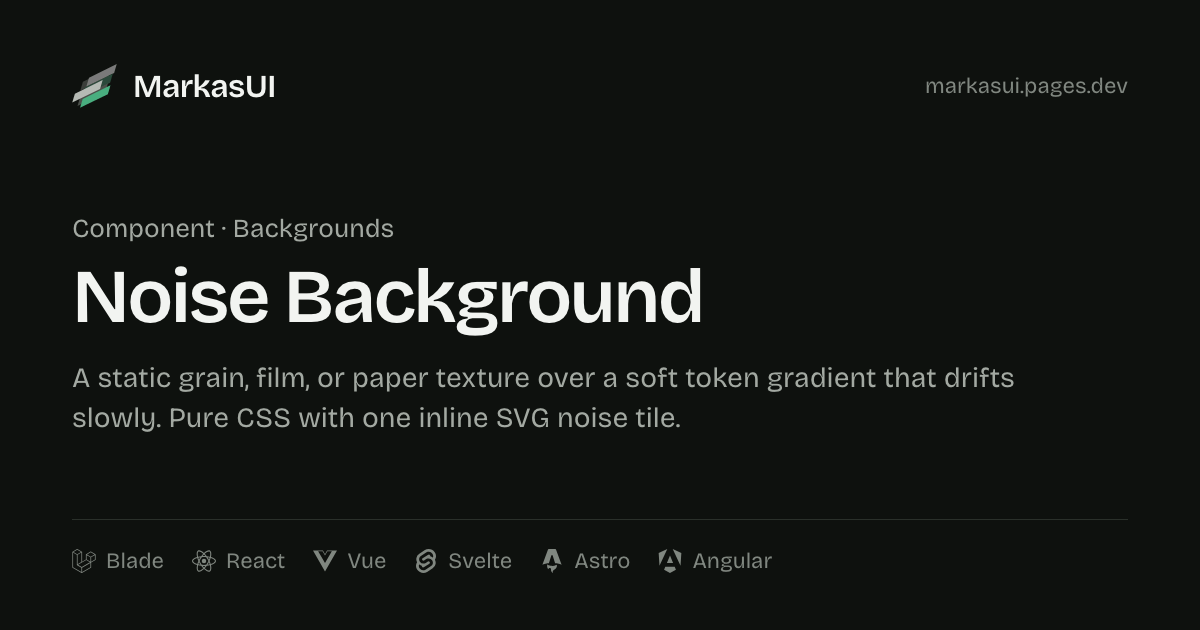 MarkasUI
markasui.pages.dev
Component · Backgrounds
Noise Background
A static grain, film, or paper texture over a soft token gradient that drifts
slowly. Pure CSS with one inline SVG noise tile.
Blade React Vue Svelte Astro Angular